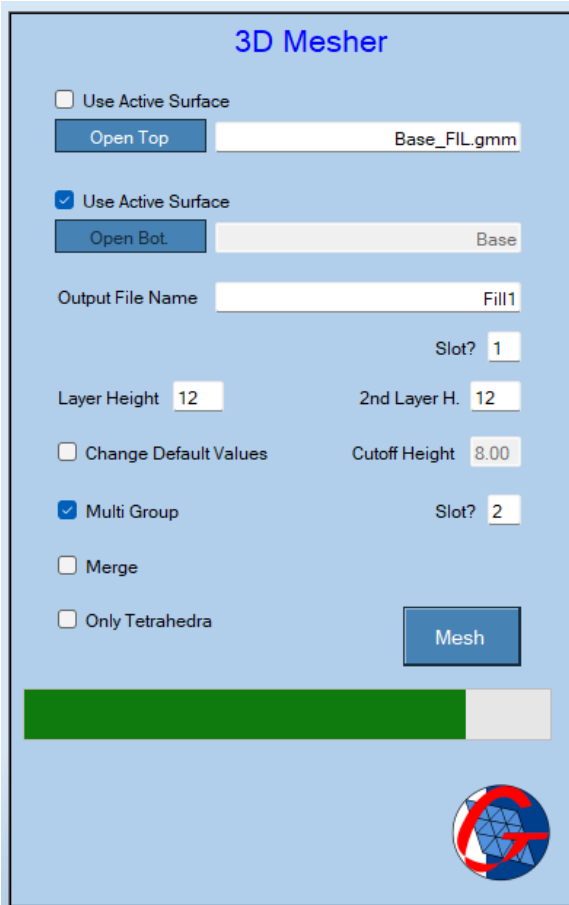 3D Mesher
Use Active Surface
Open Top Base_FIL.gmm
Use Active Surface
Open Bot. Base
Output File Name Fill1
Slot? 1
Layer Height 12 2nd Layer H. 12
Change Default Values Cutoff Height 8.00
Multi Group Slot? 2
Merge
Only Tetrahedra
Mesh